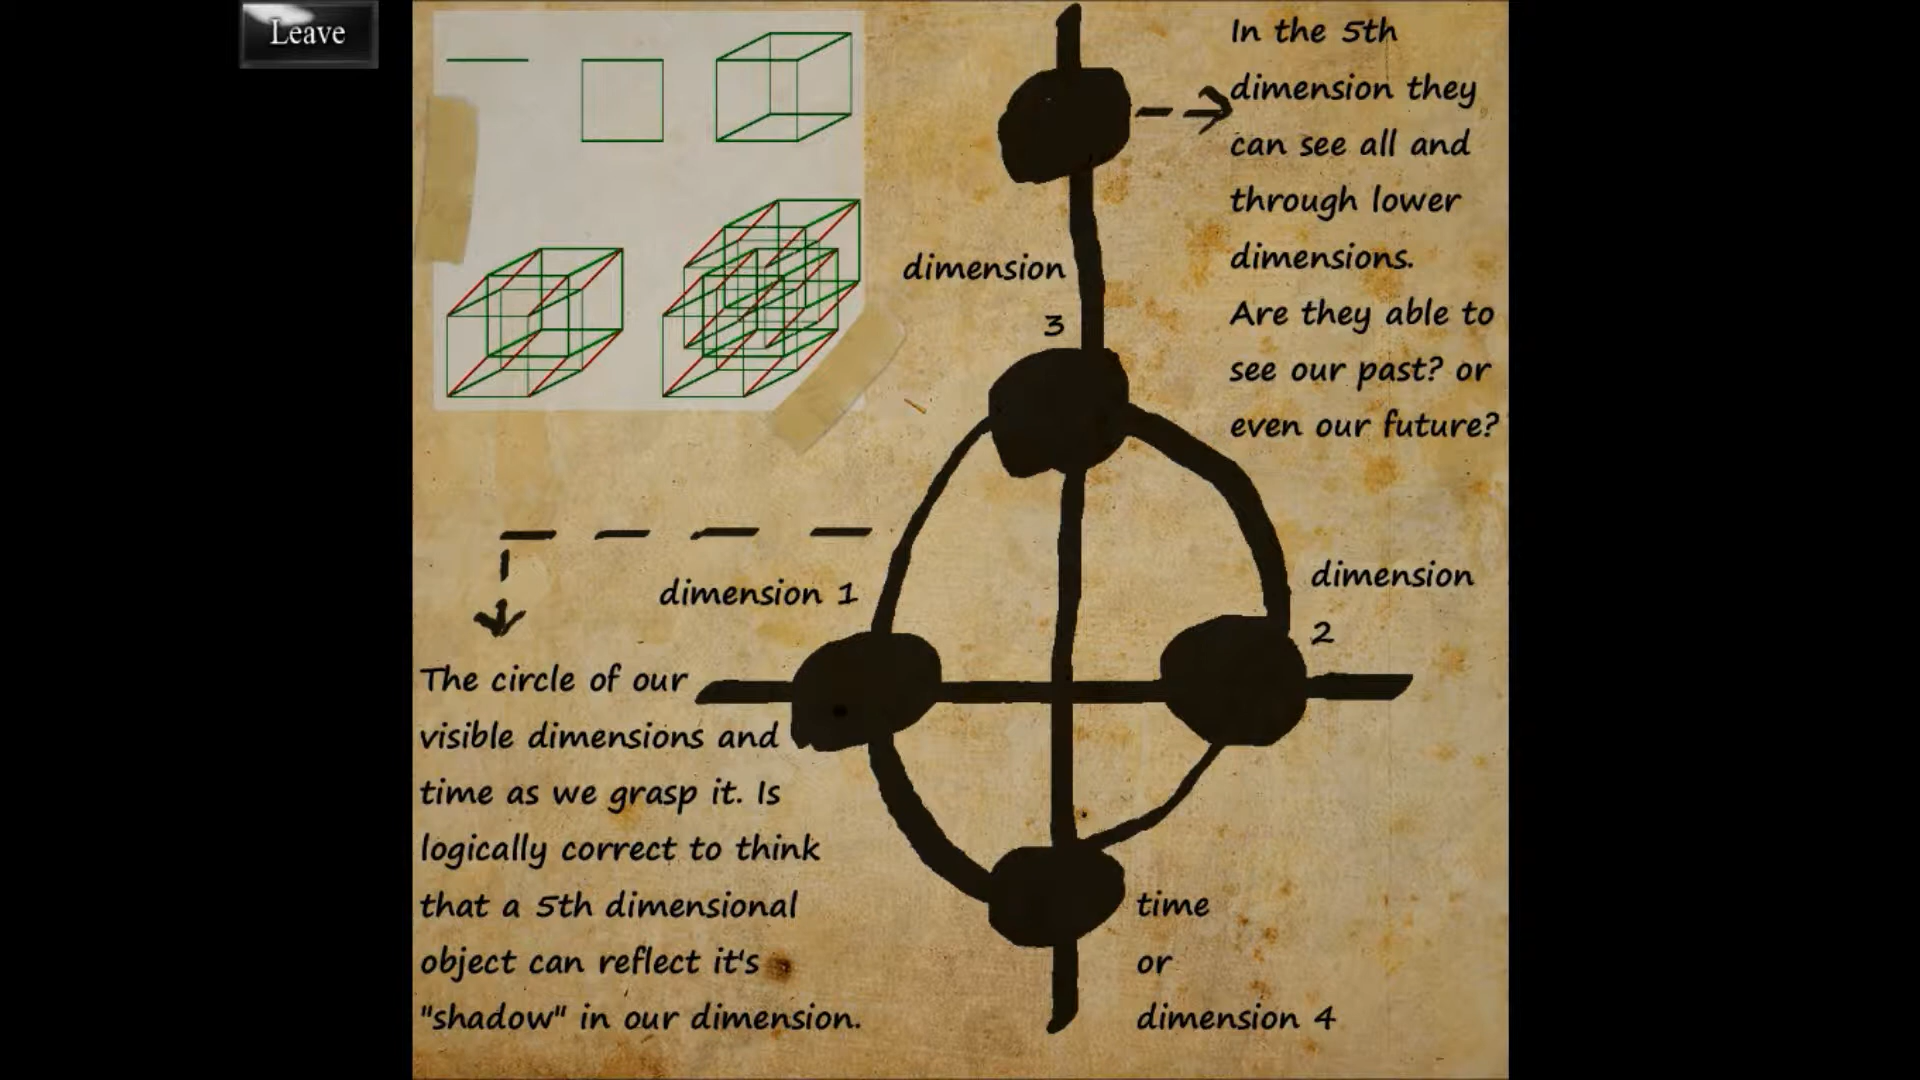 Leave
In the 5th
dimension they
can see all and
through lower
dimensions.
Are they able to
see our past? or
even our future?
dimension
3
dimension 1
dimension
2
The circle of our
visible dimensions and
time as we grasp it. Is
logically correct to think
that a 5th dimensional
object can reflect it's
"shadow" in our dimension.
time
or
dimension 4